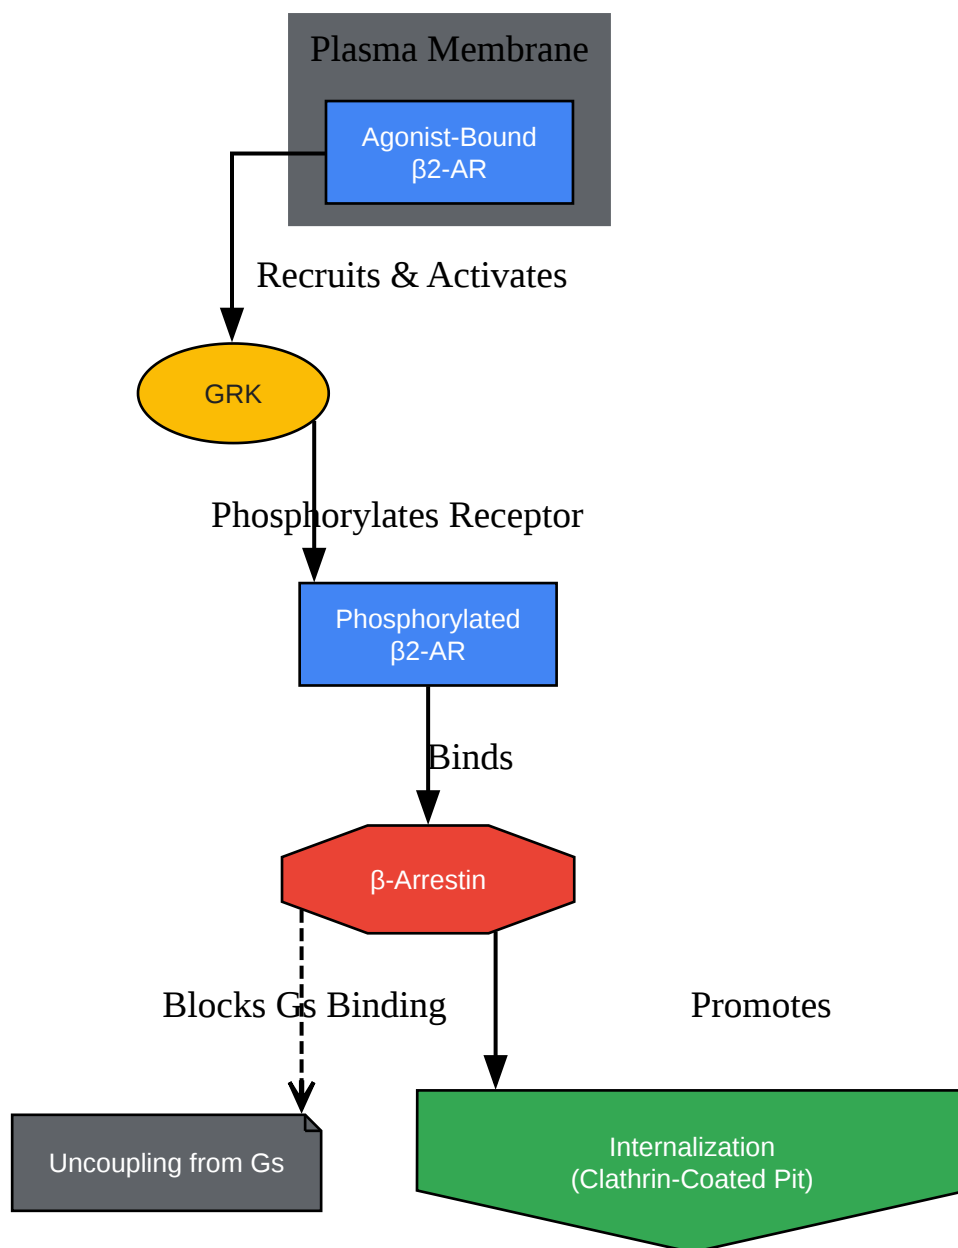 Plasma Membrane
Agonist-Bound
β2-AR
Recruits & Activates
GRK
Phosphorylates Receptor
Phosphorylated
β2-AR
Binds
β-Arrestin
Blocks Gs Binding
Promotes
Uncoupling from Gs
Internalization
(Clathrin-Coated Pit)